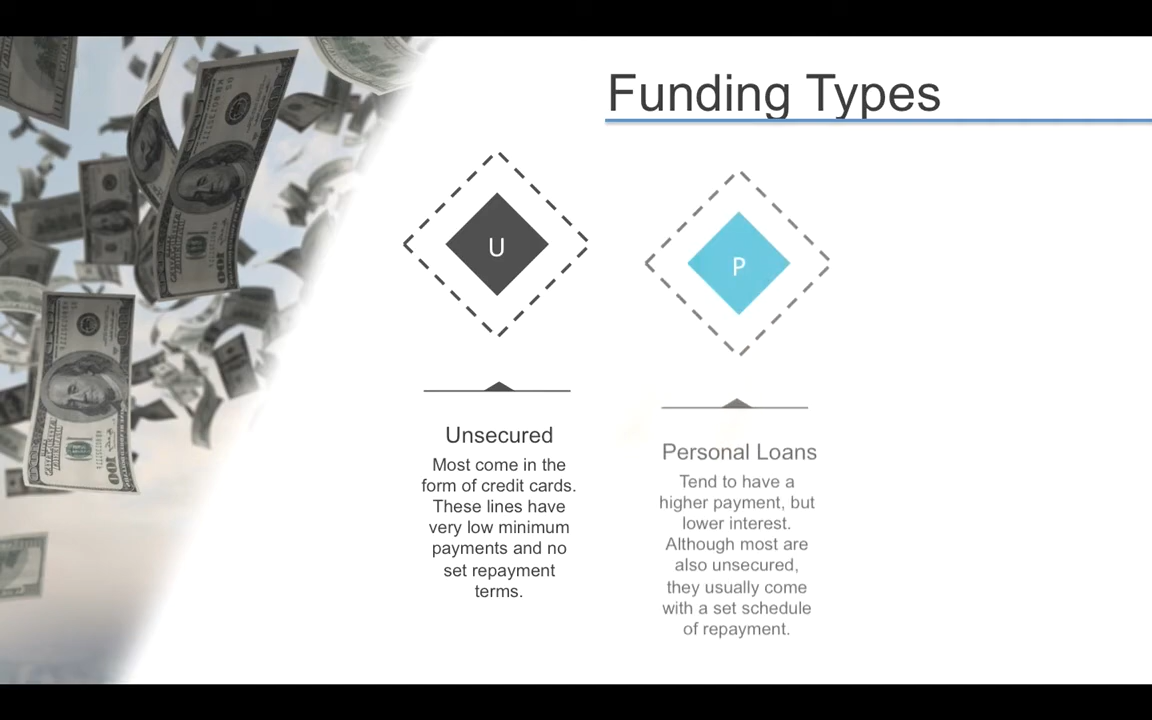 Funding Types
U
Unsecured
Most come in the
form of credit cards.
These lines have
very low minimum
payments and no
set repayment
terms.
P
Personal Loans
Tend to have a
higher payment, but
lower interest.
Although most are
also unsecured,
they usually come
with a set schedule
of repayment.
100
100